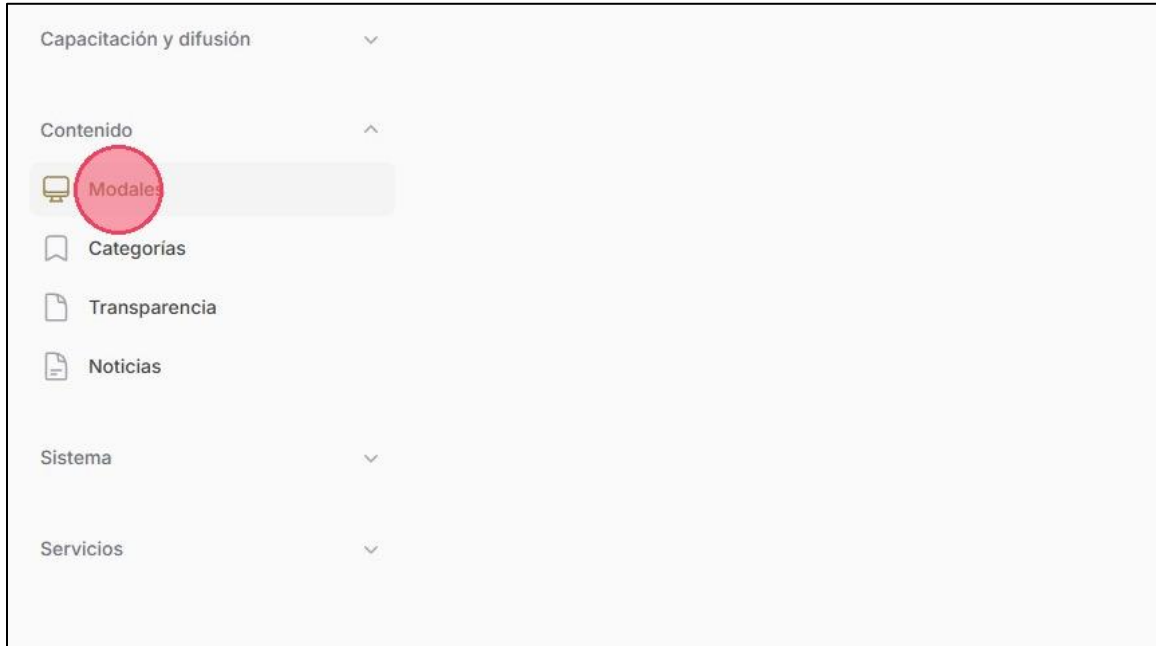 Capacitación y difusión
Contenido
Modales
Categorías
Transparencia
Noticias
Sistema
Servicios